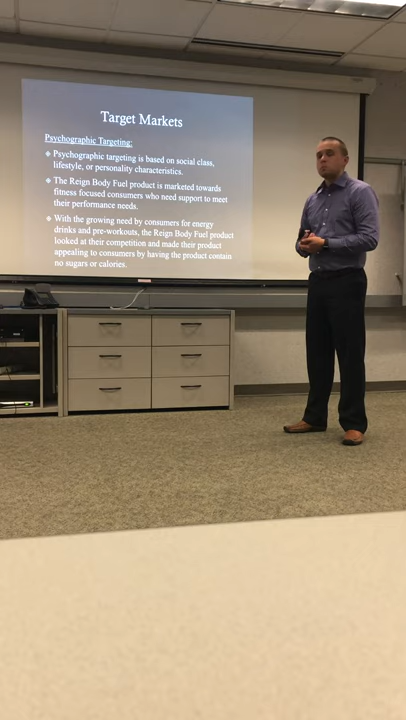 Target Markets
Psychographic Targeting:
Psychographic targeting is based on social class,
lifestyle, or personality characteristics.
The Reign Body Fuel product is marketed towards
fitness focused consumers who need support to meet
their performance needs.
With the growing need by consumers for energy
drinks and pre-workouts, the Reign Body Fuel product
looked at their competition and made their product
appealing to consumers by having the product contain
no sugars or calories.